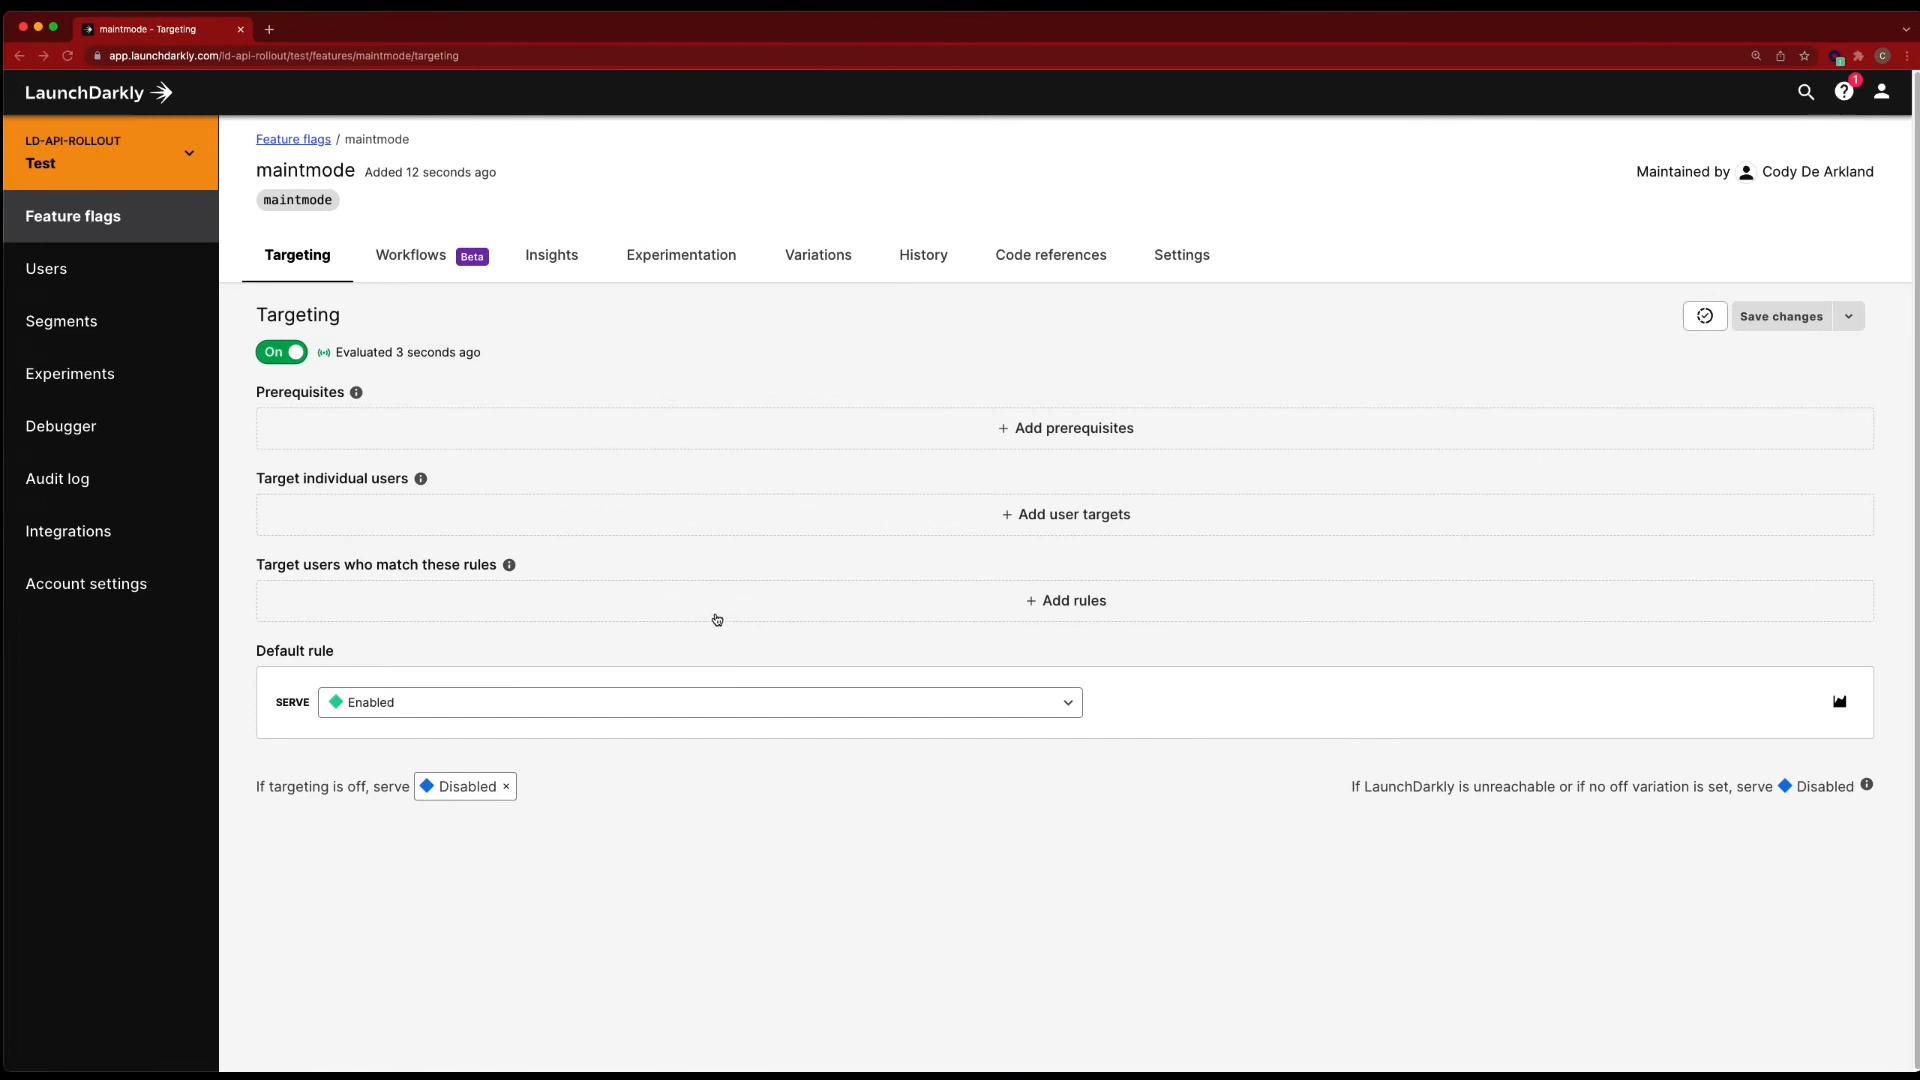 maintmode - Targeting
app.launchdarkly.com/ld-api-rollout/test/features/maintmode/targeting
LaunchDarkly
1
LD-API-ROLLOUT
Test
Feature flags
Users
Segments
Experiments
Debugger
Audit log
Integrations
Account settings
Feature flags / maintmode
maintmode Added 12 seconds ago
maintmode
Maintained by Cody De Arkland
Targeting Workflows Beta Insights Experimentation Variations History Code references Settings
Targeting
Save changes
On Evaluated 3 seconds ago
Prerequisites
+ Add prerequisites
Target individual users
+ Add user targets
Target users who match these rules
+ Add rules
Default rule
SERVE Enabled
If targeting is off, serve Disabled ×
If LaunchDarkly is unreachable or if no off variation is set, serve Disabled